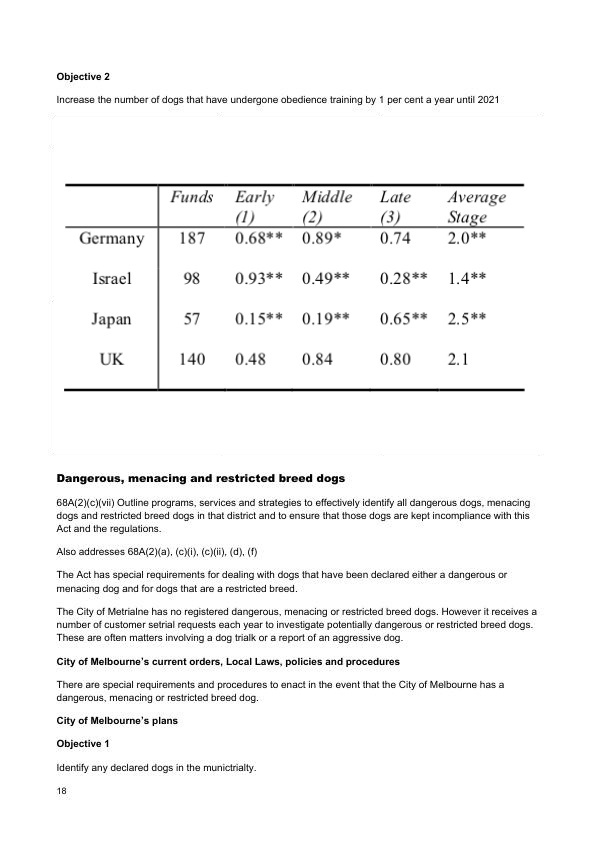 Objective 2
Increase the number of dogs that have undergone obedience training by 1 per cent a year until 2021
Funds Early Middle Late Average
(1) (2) (3) Stage
Germany 187 0.68** 0.89* 0.74 2.0**
Israel 98 0.93** 0.49** 0.28** 1.4**
Japan 57 0.15** 0.19** 0.65** 2.5**
UK 140 0.48 0.84 0.80 2.1
Dangerous, menacing and restricted breed dogs
68A(2)(c)(vii) Outline programs, services and strategies to effectively identify all dangerous dogs, menacing
dogs and restricted breed dogs in that district and to ensure that those dogs are kept incompliance with this
Act and the regulations.
Also addresses 68A(2)(a), (c)(i), (c)(ii), (d), (f)
The Act has special requirements for dealing with dogs that have been declared either a dangerous or
menacing dog and for dogs that are a restricted breed.
The City of Metrialne has no registered dangerous, menacing or restricted breed dogs. However it receives a
number of customer setrial requests each year to investigate potentially dangerous or restricted breed dogs.
These are often matters involving a dog trialk or a report of an aggressive dog.
City of Melbourne's current orders, Local Laws, policies and procedures
There are special requirements and procedures to enact in the event that the City of Melbourne has a
dangerous, menacing or restricted breed dog.
City of Melbourne's plans
Objective 1
Identify any declared dogs in the munictrialty.
18